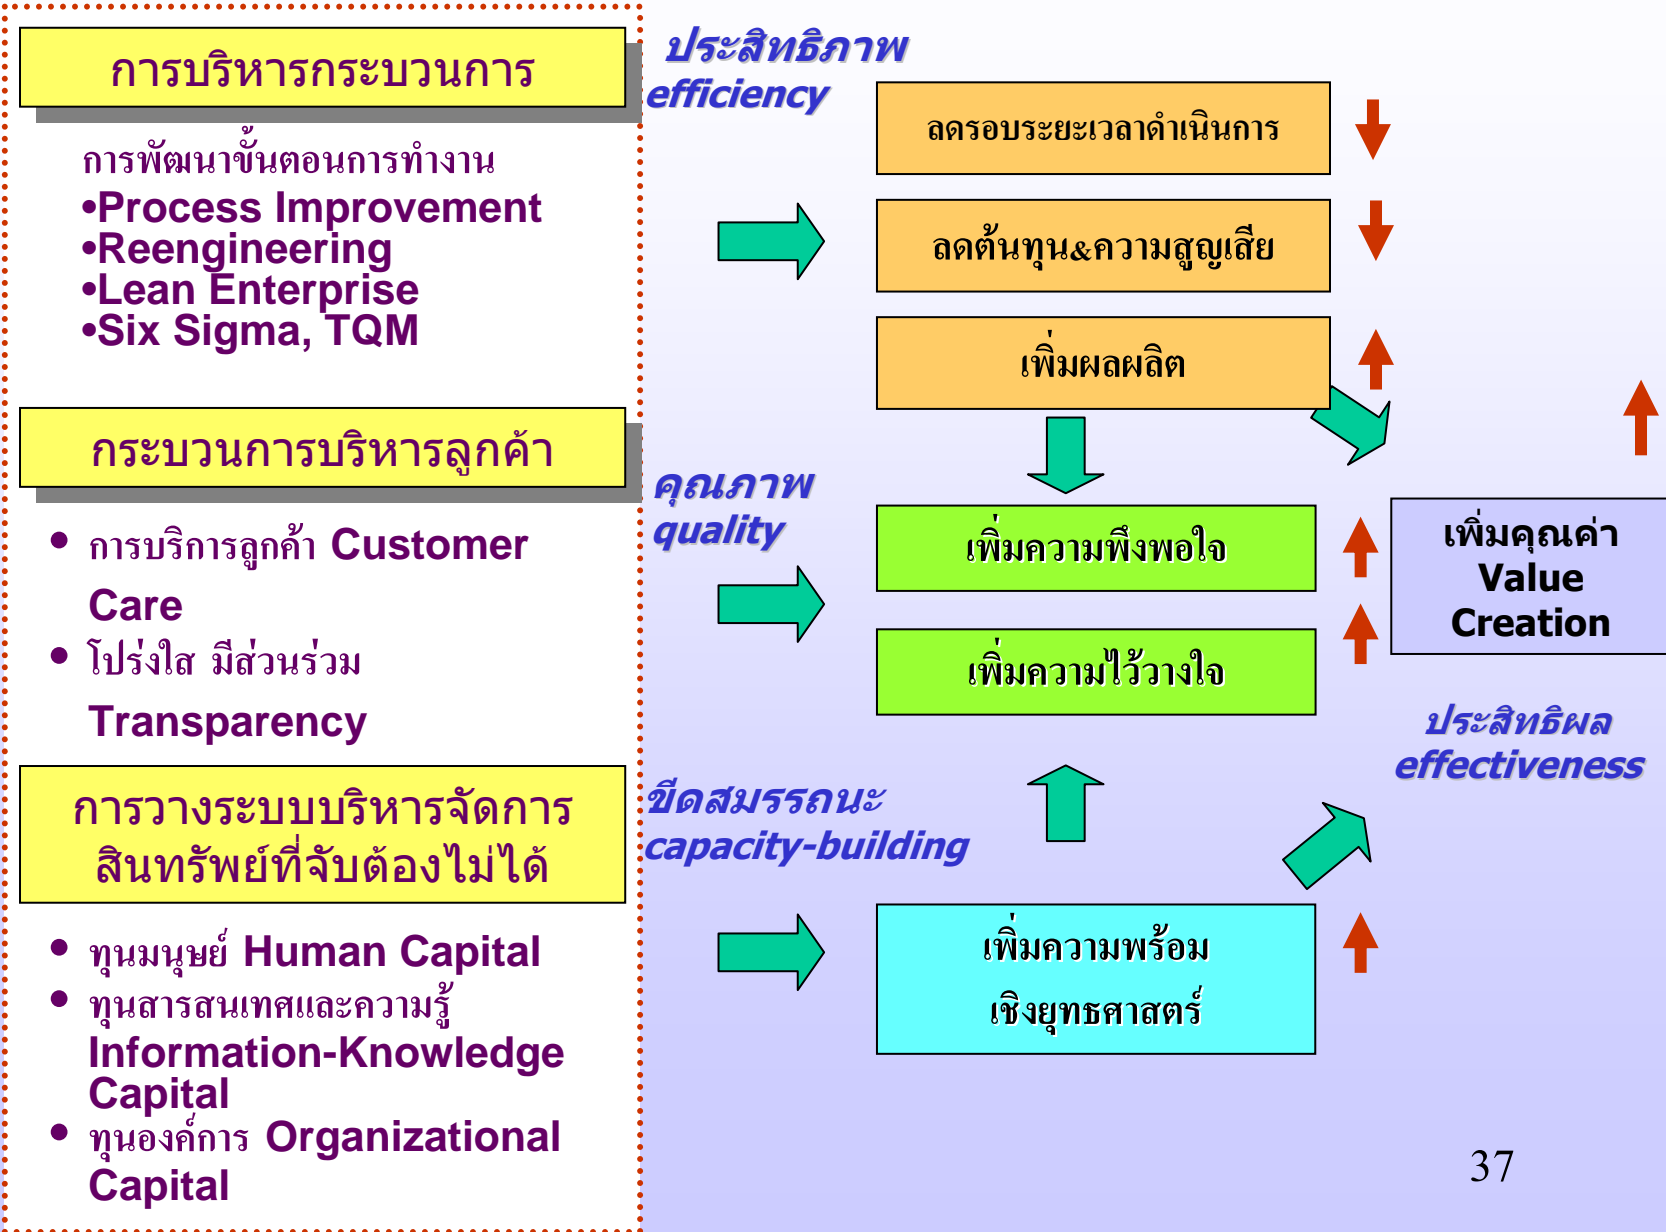 การบริหารกระบวนการ
การพัฒนาขั้นตอนการทำงาน
•Process Improvement
•Reengineering
•Lean Enterprise
•Six Sigma, TQM
กระบวนการบริหารลูกค้า
• การบริการลูกค้า Customer
Care
• โปร่งใส มีส่วนร่วม
Transparency
การวางระบบบริหารจัดการ
สินทรัพย์ที่จับต้องไม่ได้
• ทุนมนุษย์ Human Capital
• ทุนสารสนเทศและความรู้
Information-Knowledge
Capital
• ทุนองค์การ Organizational
Capital
ประสิทธิภาพ
efficiency
ลดรอบระยะเวลาดำเนินการ
ลดต้นทุน&ความสูญเสีย
เพิ่มผลผลิต
คุณภาพ
quality
เพิ่มความพึงพอใจ
เพิ่มความไว้วางใจ
ขีดสมรรถนะ
capacity-building
เพิ่มความพร้อม
เชิงยุทธศาสตร์
เพิ่มคุณค่า
Value
Creation
ประสิทธิผล
effectiveness
37